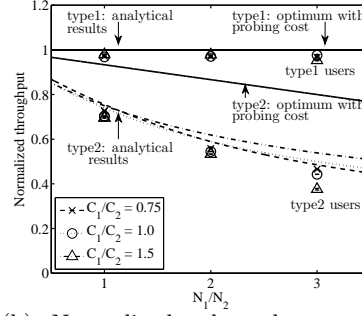 type1: analytical
results
type1: optimum with
probing cost
type1 users
type2: optimum with
probing cost
type2: analytical
results
type2 users
Normalized throughput
1.2
1
0.8
0.6
0.4
0.2
0
C1/C2 = 0.75
C1/C2 = 1.0
C1/C2 = 1.5
1
2
3
N1/N2